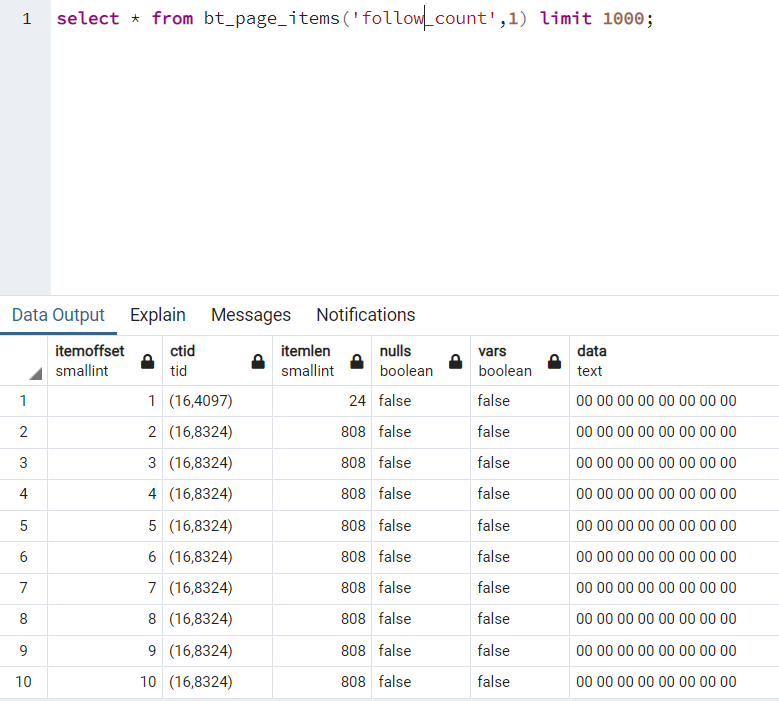 1 select * from bt_page_items('follow_count',1) limit 1000;
Data Output Explain Messages Notifications
itemoffset ctid itemlen nulls vars data
smallint tid smallint boolean boolean text
1 1 (16,4097) 24 false false 00 00 00 00 00 00 00 00
2 2 (16,8324) 808 false false 00 00 00 00 00 00 00 00
3 3 (16,8324) 808 false false 00 00 00 00 00 00 00 00
4 4 (16,8324) 808 false false 00 00 00 00 00 00 00 00
5 5 (16,8324) 808 false false 00 00 00 00 00 00 00 00
6 6 (16,8324) 808 false false 00 00 00 00 00 00 00 00
7 7 (16,8324) 808 false false 00 00 00 00 00 00 00 00
8 8 (16,8324) 808 false false 00 00 00 00 00 00 00 00
9 9 (16,8324) 808 false false 00 00 00 00 00 00 00 00
10 10 (16,8324) 808 false false 00 00 00 00 00 00 00 00